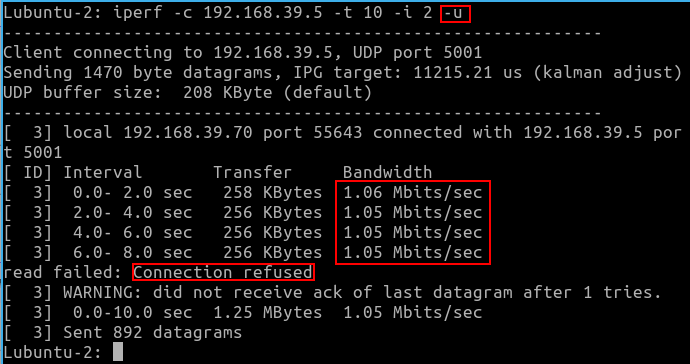 Lubuntu-2: iperf -c 192.168.39.5 -t 10 -i 2 -u
------------------------------------------------------------
Client connecting to 192.168.39.5, UDP port 5001
Sending 1470 byte datagrams, IPG target: 11215.21 us (kalman adjust)
UDP buffer size:  208 KByte (default)
------------------------------------------------------------
[  3] local 192.168.39.70 port 55643 connected with 192.168.39.5 por
t 5001
[ ID] Interval       Transfer     Bandwidth
[  3]  0.0- 2.0 sec   258 KBytes  1.06 Mbits/sec
[  3]  2.0- 4.0 sec   256 KBytes  1.05 Mbits/sec
[  3]  4.0- 6.0 sec   256 KBytes  1.05 Mbits/sec
[  3]  6.0- 8.0 sec   256 KBytes  1.05 Mbits/sec
read failed: Connection refused
[  3] WARNING: did not receive ack of last datagram after 1 tries.
[  3]  0.0-10.0 sec  1.25 MBytes  1.05 Mbits/sec
[  3] Sent 892 datagrams
Lubuntu-2: